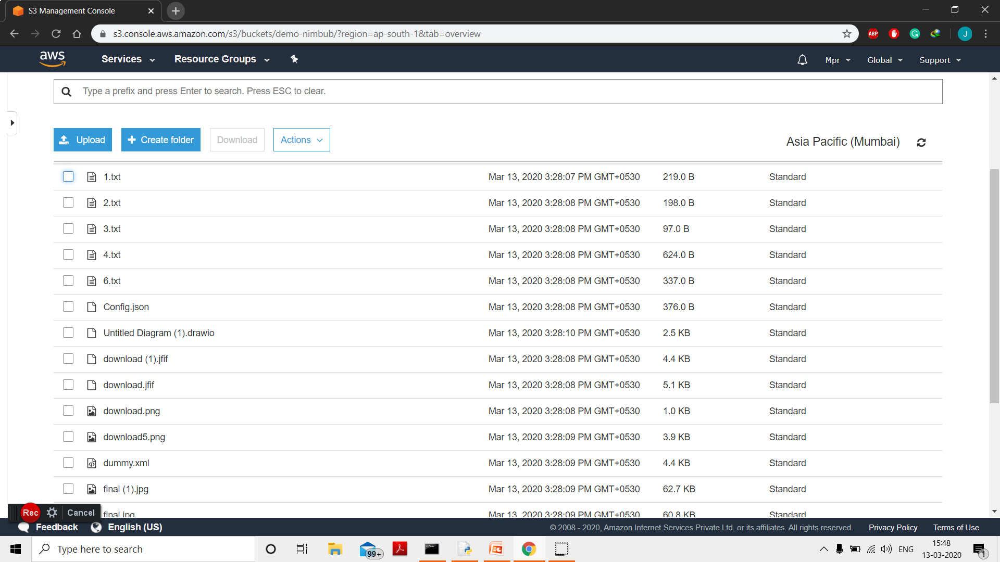 S3 Management Console
s3.console.aws.amazon.com/s3/buckets/demo-nimbub/?region=ap-south-1&tab=overview
ABP
J
aws Services Resource Groups Mpr Global Support
Type a prefix and press Enter to search. Press ESC to clear.
Upload Create folder Download Actions Asia Pacific (Mumbai)
1.txt Mar 13, 2020 3:28:07 PM GMT+0530 219.0 B Standard
2.txt Mar 13, 2020 3:28:08 PM GMT+0530 198.0 B Standard
3.txt Mar 13, 2020 3:28:08 PM GMT+0530 97.0 B Standard
4.txt Mar 13, 2020 3:28:08 PM GMT+0530 624.0 B Standard
6.txt Mar 13, 2020 3:28:08 PM GMT+0530 337.0 B Standard
Config.json Mar 13, 2020 3:28:08 PM GMT+0530 376.0 B Standard
Untitled Diagram (1).drawio Mar 13, 2020 3:28:10 PM GMT+0530 2.5 KB Standard
download (1).jfif Mar 13, 2020 3:28:08 PM GMT+0530 4.4 KB Standard
download.jfif Mar 13, 2020 3:28:08 PM GMT+0530 5.1 KB Standard
download.png Mar 13, 2020 3:28:08 PM GMT+0530 1.0 KB Standard
download5.png Mar 13, 2020 3:28:09 PM GMT+0530 3.9 KB Standard
dummy.xml Mar 13, 2020 3:28:09 PM GMT+0530 4.4 KB Standard
final (1).jpg Mar 13, 2020 3:28:09 PM GMT+0530 62.7 KB Standard
final.jpg Mar 13, 2020 3:28:09 PM GMT+0530 60.8 KB Standard
Rec Cancel
Feedback English (US) © 2008 - 2020, Amazon Internet Services Private Ltd. or its affiliates. All rights reserved. Privacy Policy Terms of Use
Type here to search 99+ ENG 15:48
13-03-2020 1